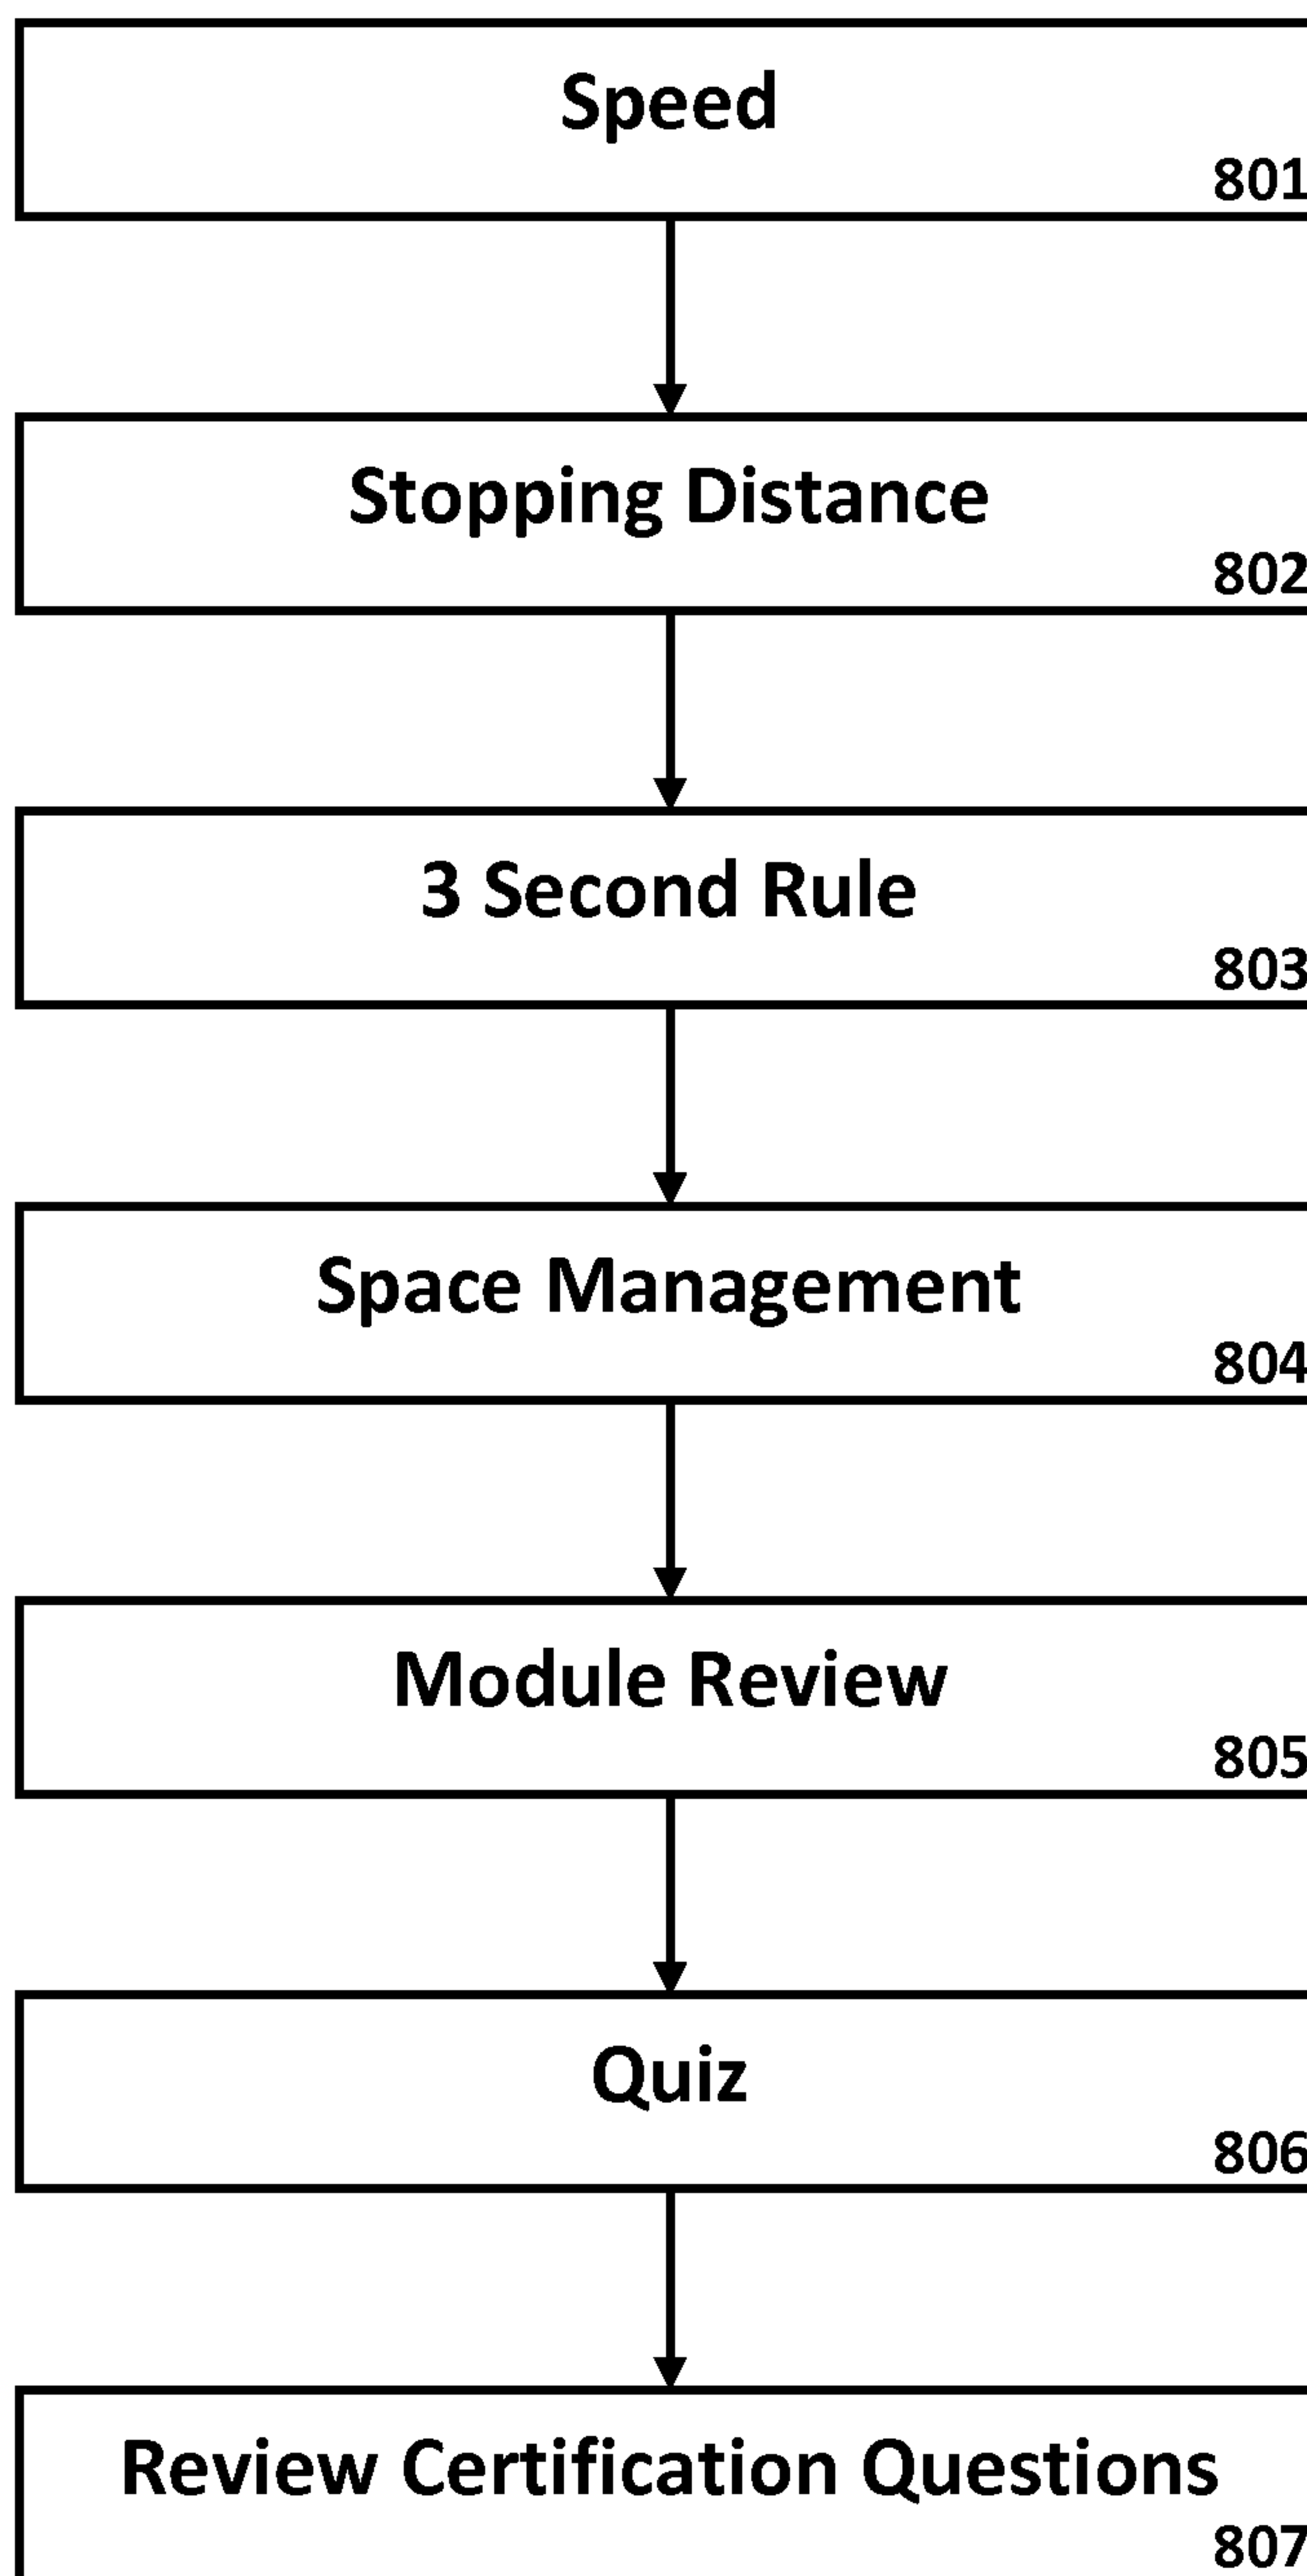 Speed
801
Stopping Distance
802
3 Second Rule
803
Space Management
804
Module Review
805
Quiz
806
Review Certification Questions
807